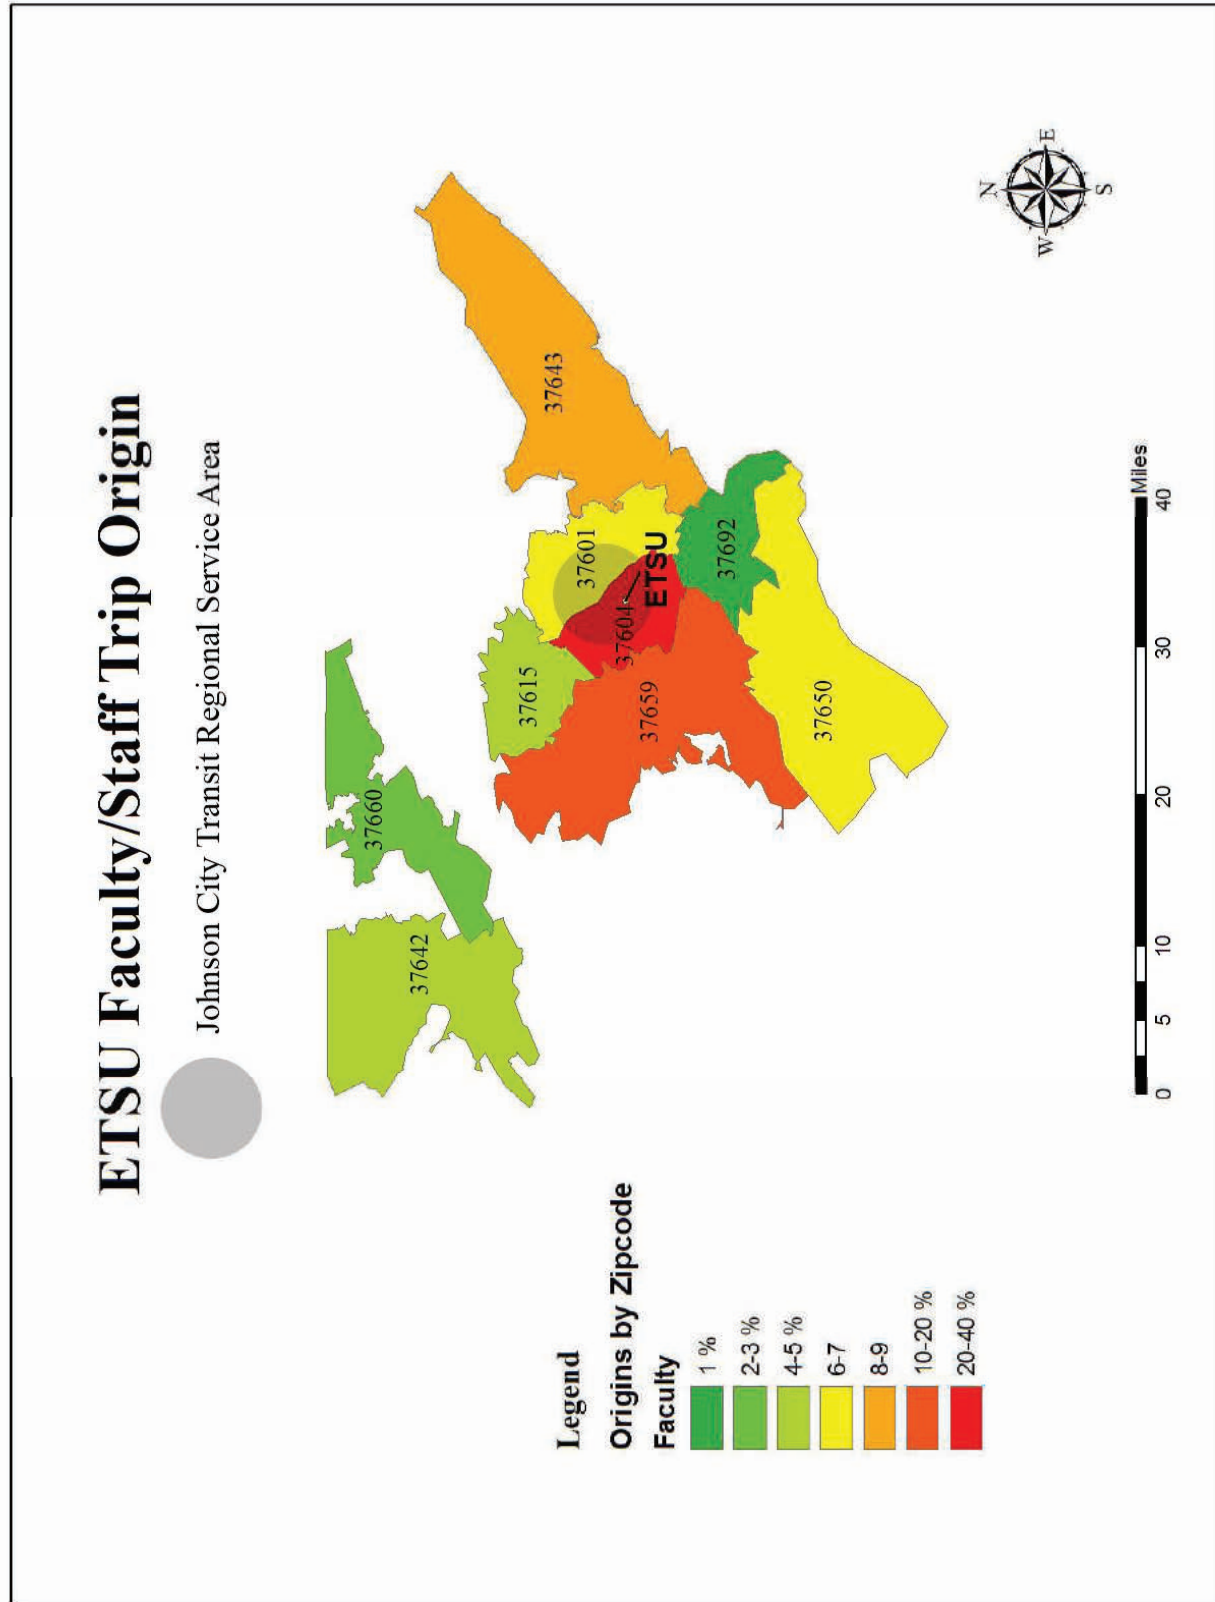 ETSU Faculty/Staff Trip Origin
Johnson City Transit Regional Service Area
37660
37642
37615
37601
37643
37604
ETSU
37659
37692
37650
N
W
E
S
Legend
Origins by Zipcode
Faculty
1 %
2-3 %
4-5 %
6-7
8-9
10-20 %
20-40 %
0 5 10 20 30 40
Miles